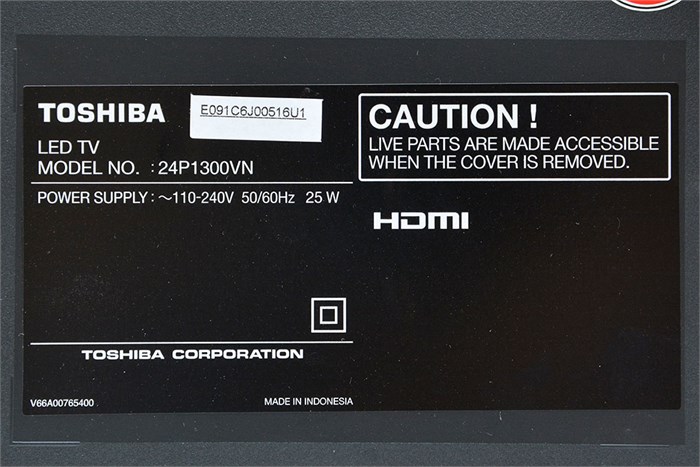 TOSHIBA
E091C6J00516U1
LED TV
MODEL NO. : 24P1300VN
POWER SUPPLY : ~110-240V 50/60Hz 25 W
CAUTION !
LIVE PARTS ARE MADE ACCESSIBLE
WHEN THE COVER IS REMOVED.
HDMI
TOSHIBA CORPORATION
V66A00765400
MADE IN INDONESIA